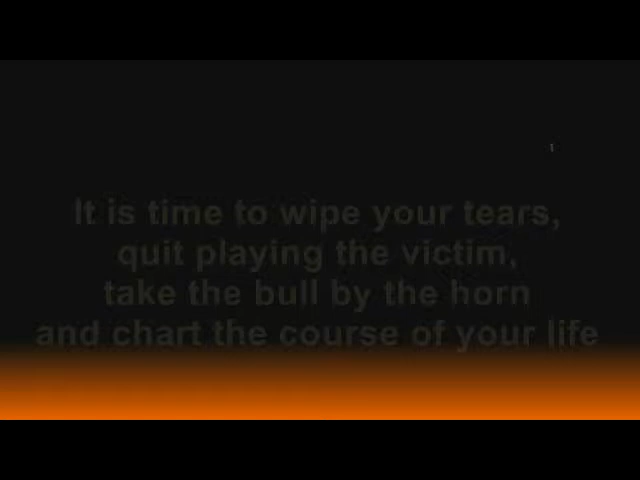 1
It is time to wipe your tears,
quit playing the victim,
take the bull by the horn
and chart the course of your life